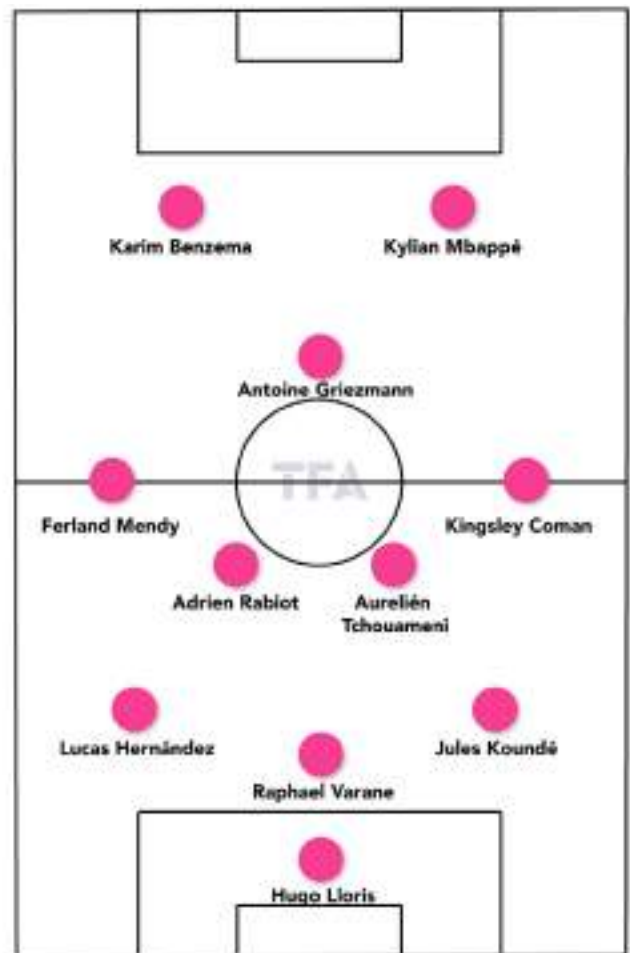 Karim Benzema
Kylian Mbappé
Antoine Griezmann
TFA
Ferland Mendy
Kingsley Coman
Adrien Rabiot
Aurelién
Tchouameni
Lucas Hernández
Jules Koundé
Raphael Varane
Hugo Lloris